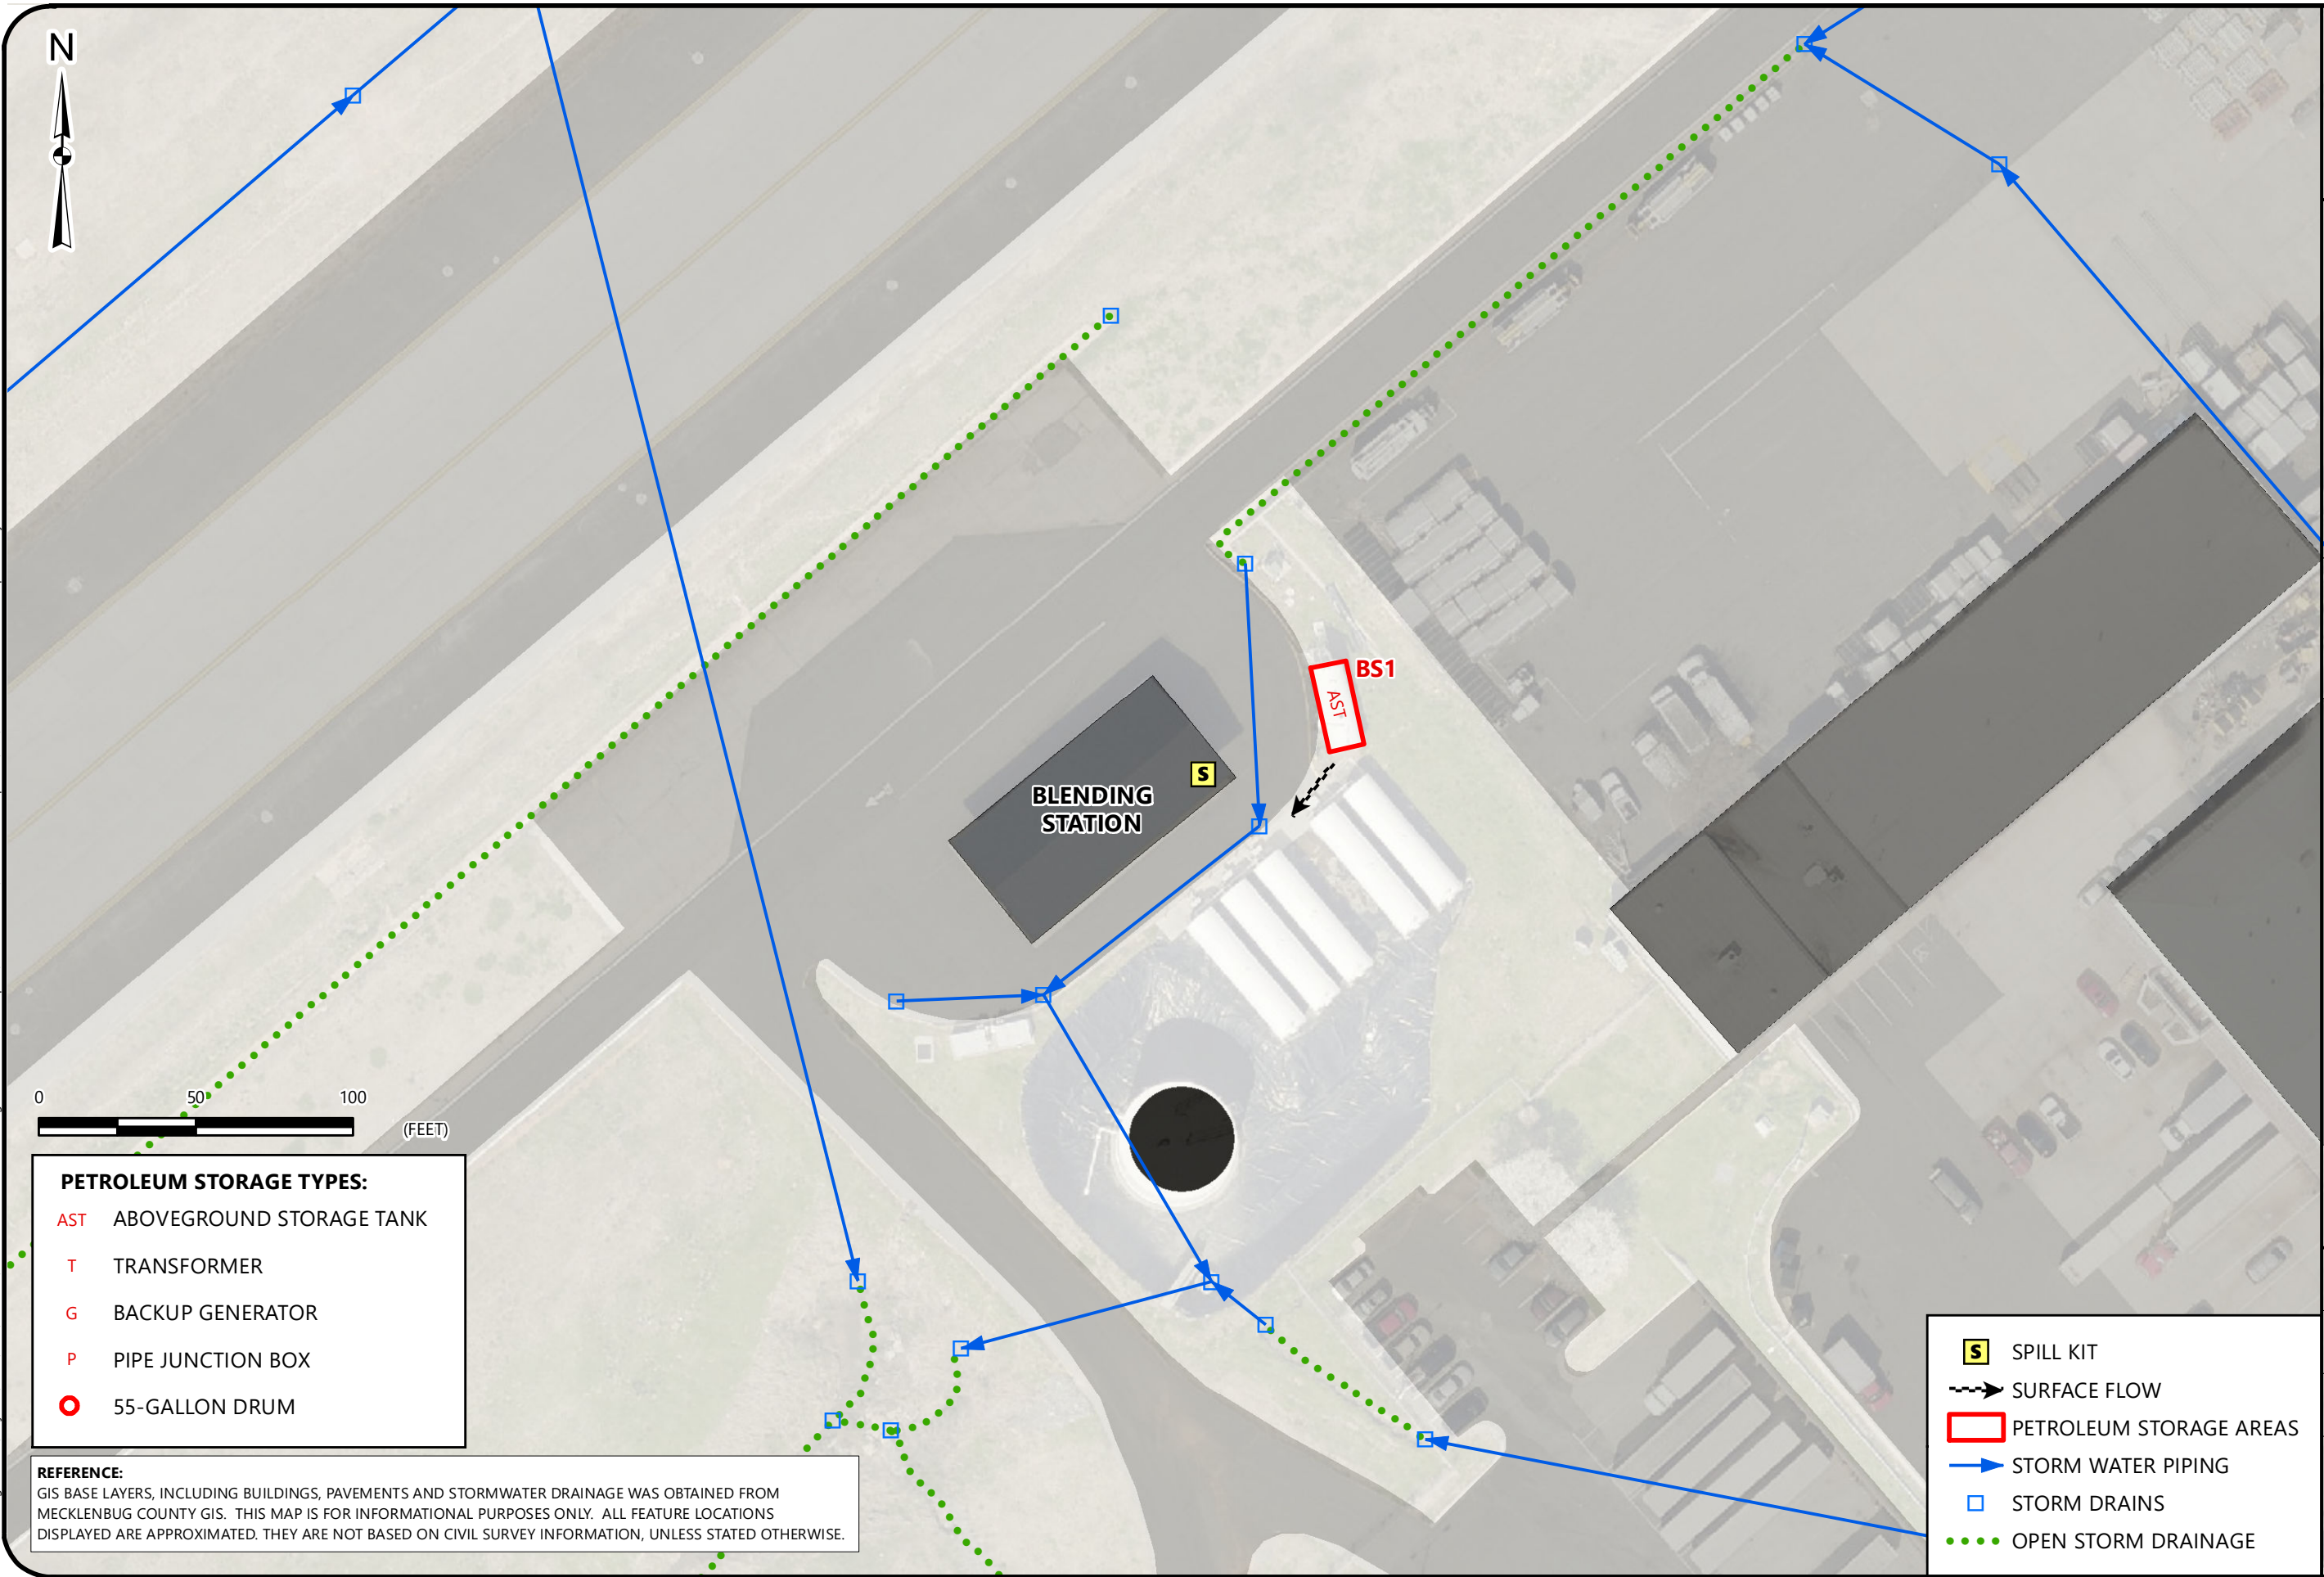 N
BS1
AST
S
BLENDING
STATION
0 50 100
(FEET)
PETROLEUM STORAGE TYPES:
AST ABOVEGROUND STORAGE TANK
T TRANSFORMER
G BACKUP GENERATOR
P PIPE JUNCTION BOX
55-GALLON DRUM
REFERENCE:
GIS BASE LAYERS, INCLUDING BUILDINGS, PAVEMENTS AND STORMWATER DRAINAGE WAS OBTAINED FROM
MECKLENBUG COUNTY GIS. THIS MAP IS FOR INFORMATIONAL PURPOSES ONLY. ALL FEATURE LOCATIONS
DISPLAYED ARE APPROXIMATED. THEY ARE NOT BASED ON CIVIL SURVEY INFORMATION, UNLESS STATED OTHERWISE.
S SPILL KIT
SURFACE FLOW
PETROLEUM STORAGE AREAS
STORM WATER PIPING
STORM DRAINS
OPEN STORM DRAINAGE